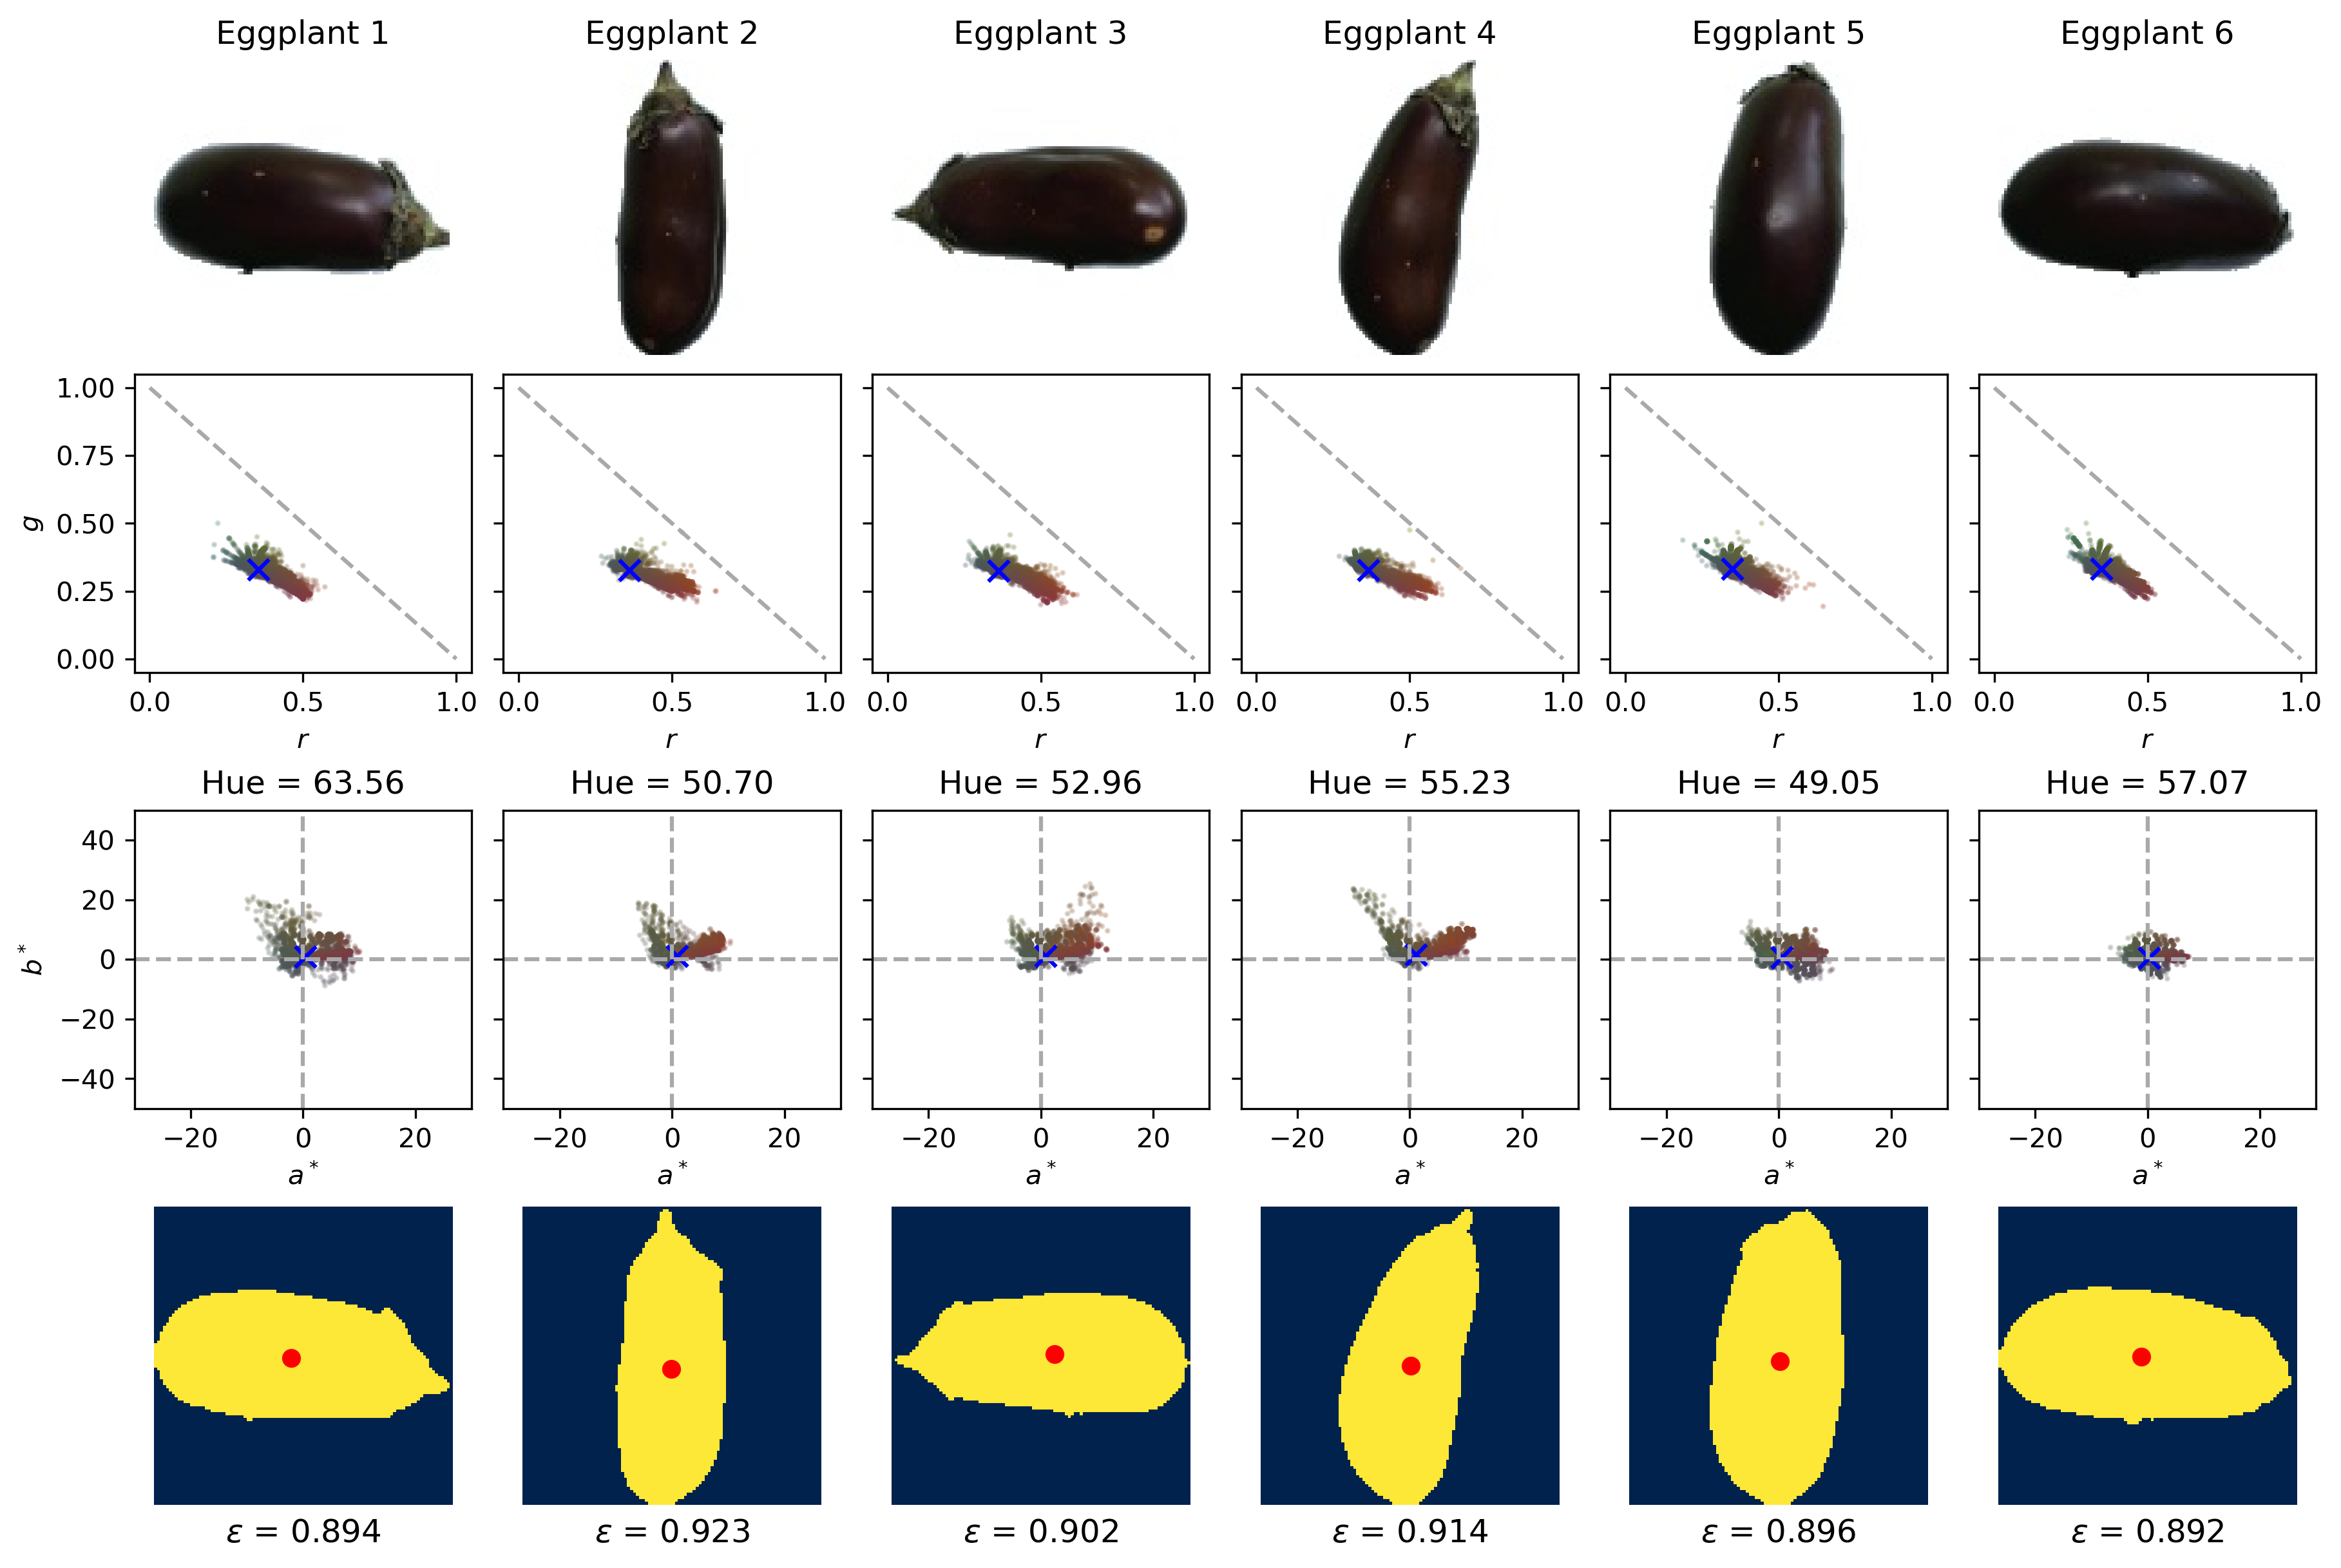 Eggplant 1 Eggplant 2 Eggplant 3 Eggplant 4 Eggplant 5 Eggplant 6
1.00
0.75
g 0.50
0.25
0.00
0.0 0.5 1.0 0.0 0.5 1.0 0.0 0.5 1.0 0.0 0.5 1.0 0.0 0.5 1.0 0.0 0.5 1.0
r r r r r r
Hue = 63.56 Hue = 50.70 Hue = 52.96 Hue = 55.23 Hue = 49.05 Hue = 57.07
40
20
b* 0
−20
−40
−20 0 20 −20 0 20 −20 0 20 −20 0 20 −20 0 20 −20 0 20
a* a* a* a* a* a*
ε = 0.894 ε = 0.923 ε = 0.902 ε = 0.914 ε = 0.896 ε = 0.892